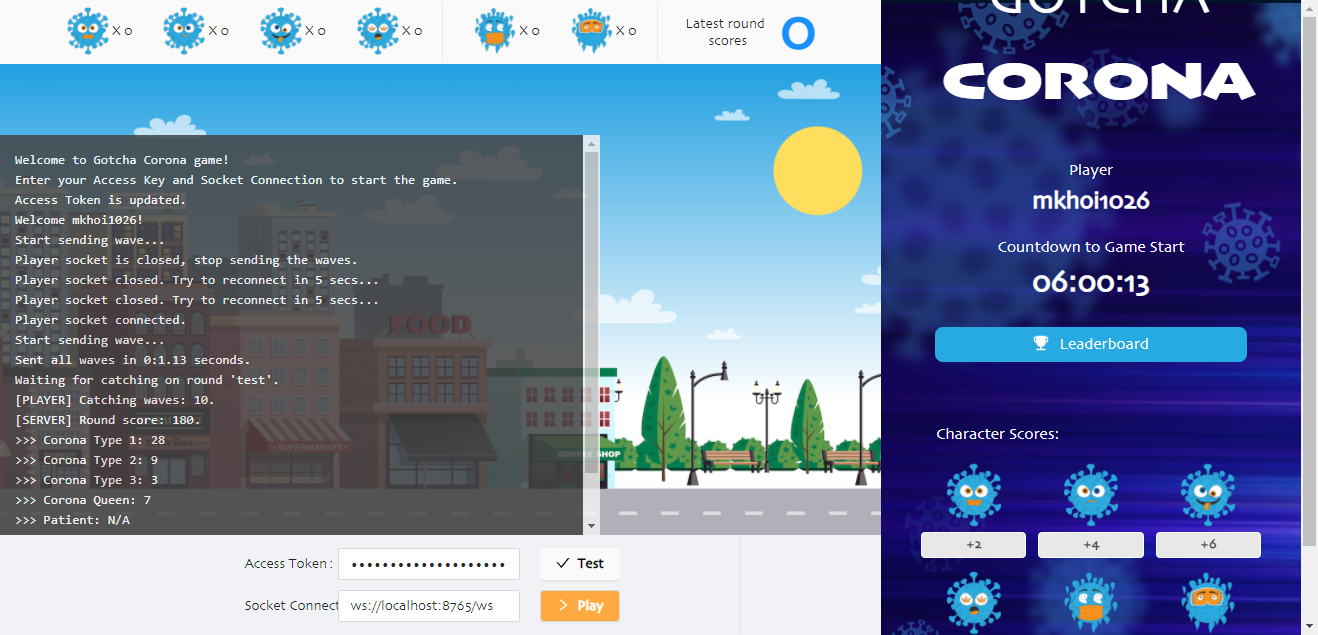 X 0
X 0
X 0
X 0
X 0
X 0
Latest round
scores
0
GOTCHA
CORONA
Welcome to Gotcha Corona game!
Enter your Access Key and Socket Connection to start the game.
Access Token is updated.
Welcome mkhoi1026!
Start sending wave...
Player socket is closed, stop sending the waves.
Player socket closed. Try to reconnect in 5 secs...
Player socket closed. Try to reconnect in 5 secs...
Player socket connected.
Start sending wave...
Sent all waves in 0:1.13 seconds.
Waiting for catching on round 'test'.
[PLAYER] Catching waves: 10.
[SERVER] Round score: 180.
>>> Corona Type 1: 28
>>> Corona Type 2: 9
>>> Corona Type 3: 3
>>> Corona Queen: 7
>>> Patient: N/A
FOOD
SUPERMARKET
COFFEE SHOP
Access Token :
Test
Socket Connect
ws://localhost:8765/ws
Play
Player
mkhoi1026
Countdown to Game Start
06:00:13
Leaderboard
Character Scores:
+2
+4
+6